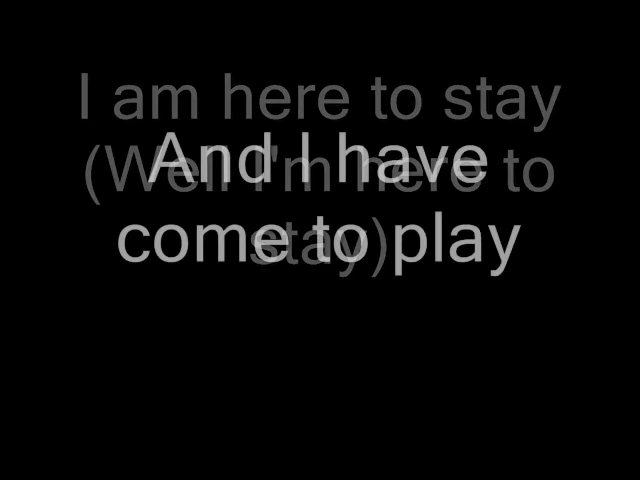 I am here to stay
(Well I'm here to
stay)
And I have
come to play